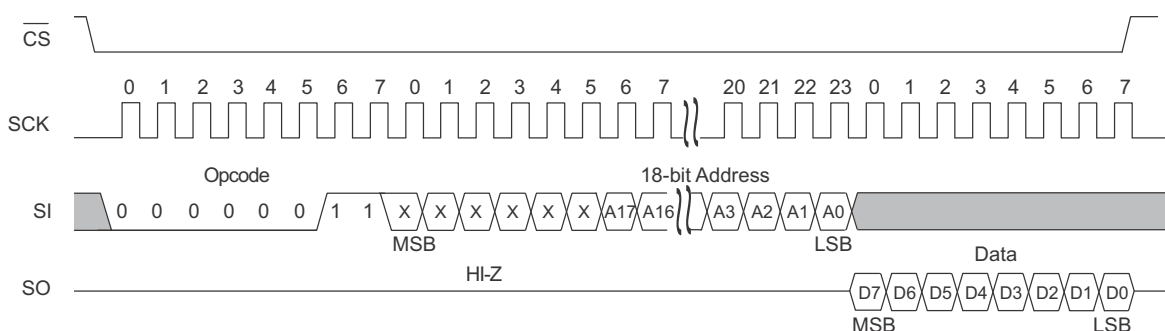 CS
0 1 2 3 4 5 6 7 0 1 2 3 4 5 6 7 20 21 22 23 0 1 2 3 4 5 6 7
SCK
Opcode 18-bit Address
SI 0 0 0 0 0 0 1 1 X X X X X X A17 A16 A3 A2 A1 A0
MSB LSB
HI-Z Data
SO D7 D6 D5 D4 D3 D2 D1 D0
MSB LSB